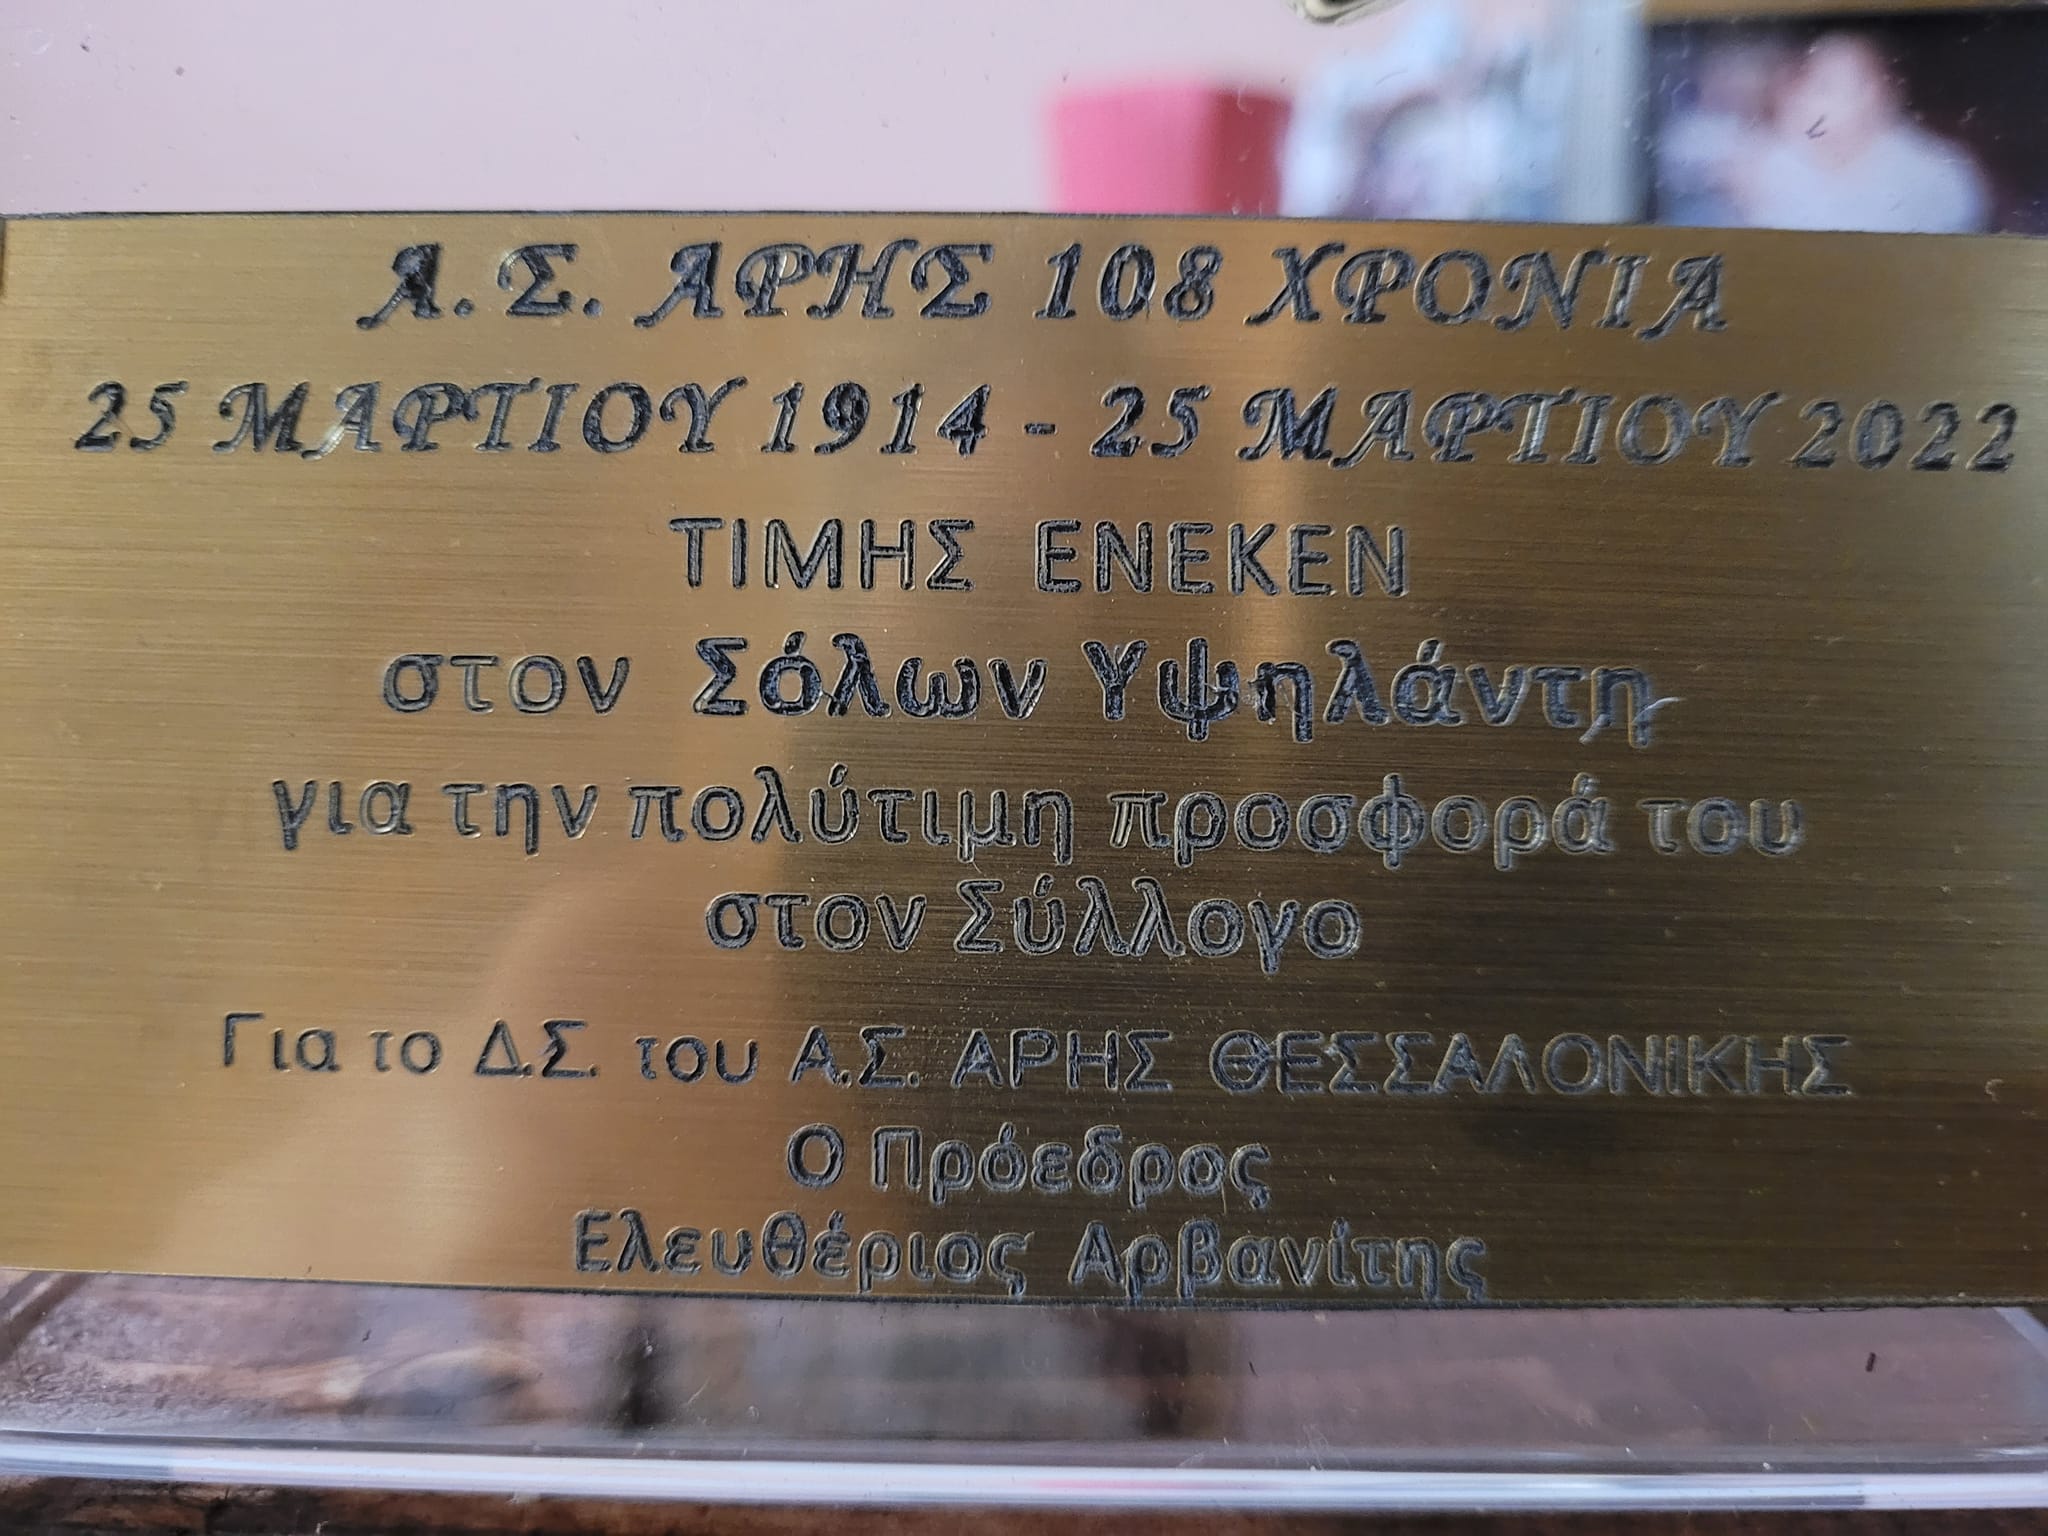 Α.Σ. ΑΡΗΣ 108 ΧΡΟΝΙΑ
25 ΜΑΡΤΙΟΥ 1914 - 25 ΜΑΡΤΙΟΥ 2022
ΤΙΜΗΣ ΕΝΕΚΕΝ
στον Σόλων Υψηλάντη
για την πολύτιμη προσφορά του
στον Σύλλογο
Για το Δ.Σ. του Α.Σ. ΑΡΗΣ ΘΕΣΣΑΛΟΝΙΚΗΣ
Ο Πρόεδρος
Ελευθέριος Αρβανίτης